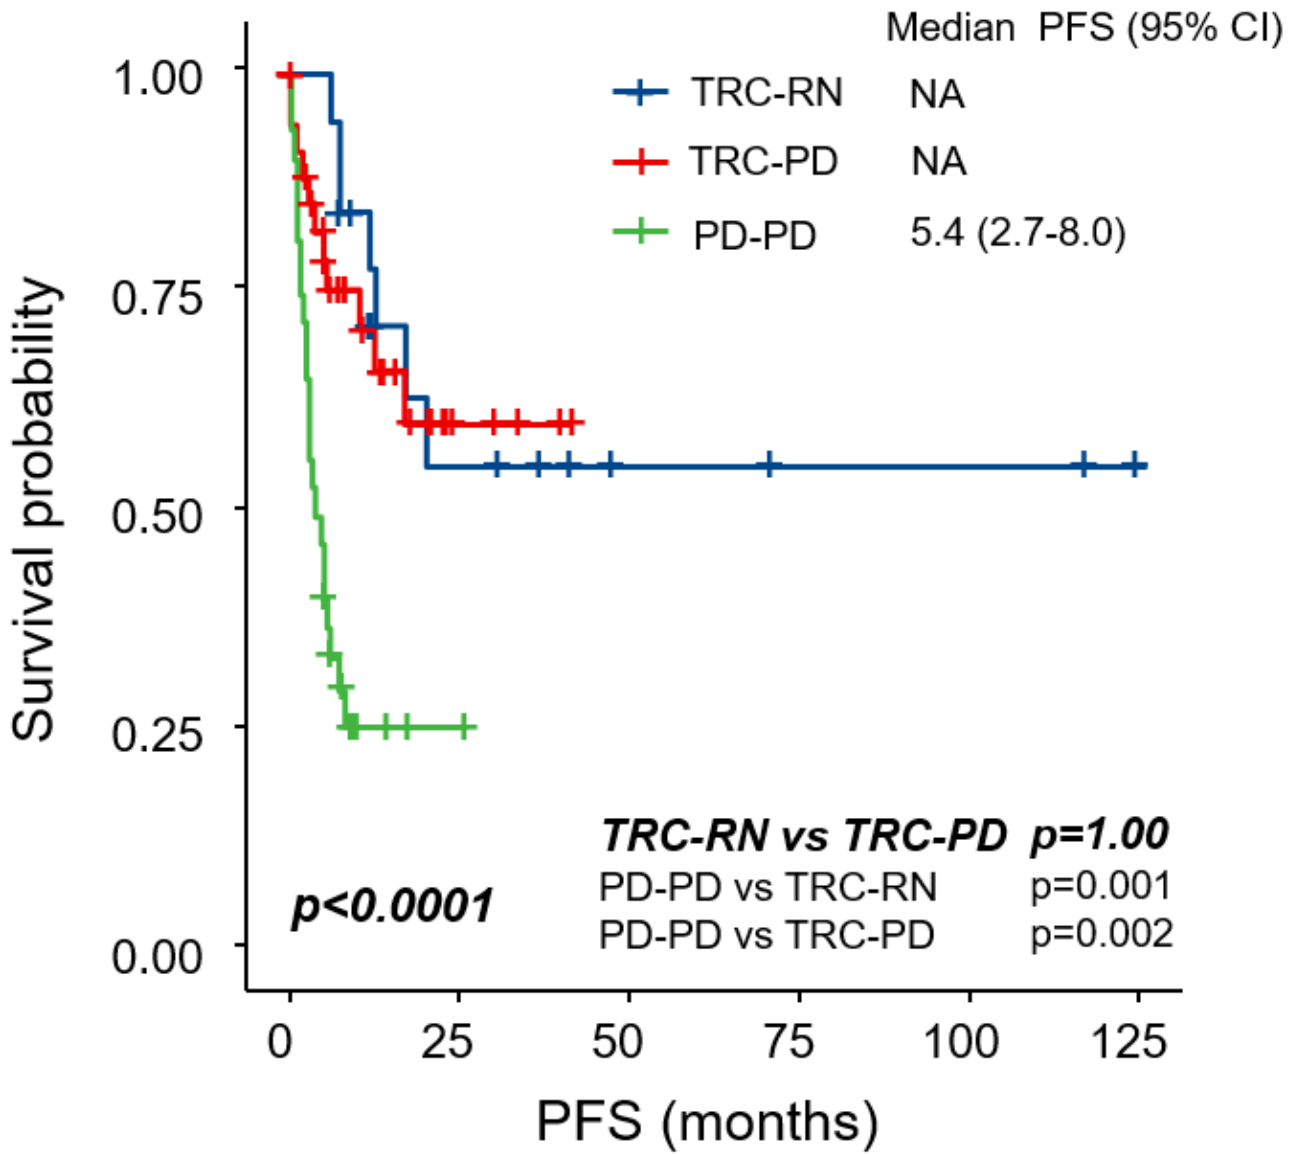 Median PFS (95% CI)
TRC-RN NA
TRC-PD NA
PD-PD 5.4 (2.7-8.0)
Survival probability
1.00
0.75
0.50
0.25
0.00
TRC-RN vs TRC-PD p=1.00
PD-PD vs TRC-RN p=0.001
PD-PD vs TRC-PD p=0.002
p<0.0001
0 25 50 75 100 125
PFS (months)